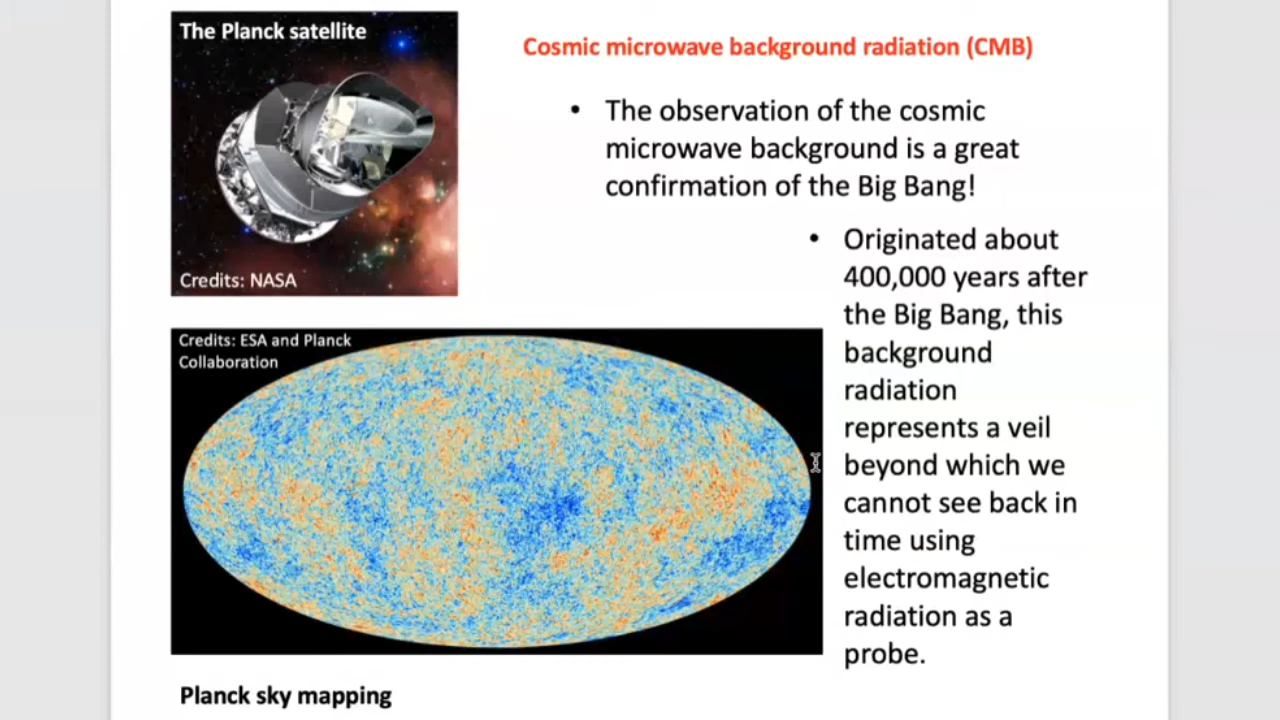 The Planck satellite
Credits: NASA
Cosmic microwave background radiation (CMB)
• The observation of the cosmic
microwave background is a great
confirmation of the Big Bang!
• Originated about
400,000 years after
the Big Bang, this
background
radiation
represents a veil
beyond which we
cannot see back in
time using
electromagnetic
radiation as a
probe.
Credits: ESA and Planck
Collaboration
Planck sky mapping